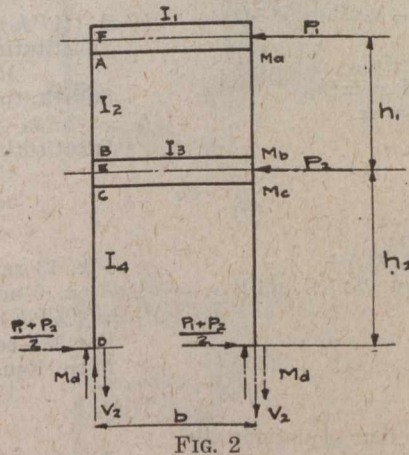 I₁
F P₁
A Ma
I₂ h₁
B I3 Mb
E P₂
C Mc
I₄ h₂
P₁+P₂/2 D P₁+P₂/2
Md Md
V₂ b V₂
FIG. 2